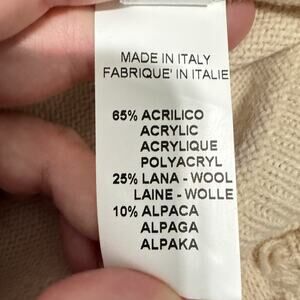 MADE IN ITALY
FABRIQUE' IN ITALIE
65% ACRILICO
ACRYLIC
ACRYLIQUE
POLYACRYL
25% LANA - WOOL
LAINE - WOLLE
10% ALPACA
ALPAGA
ALPAKA